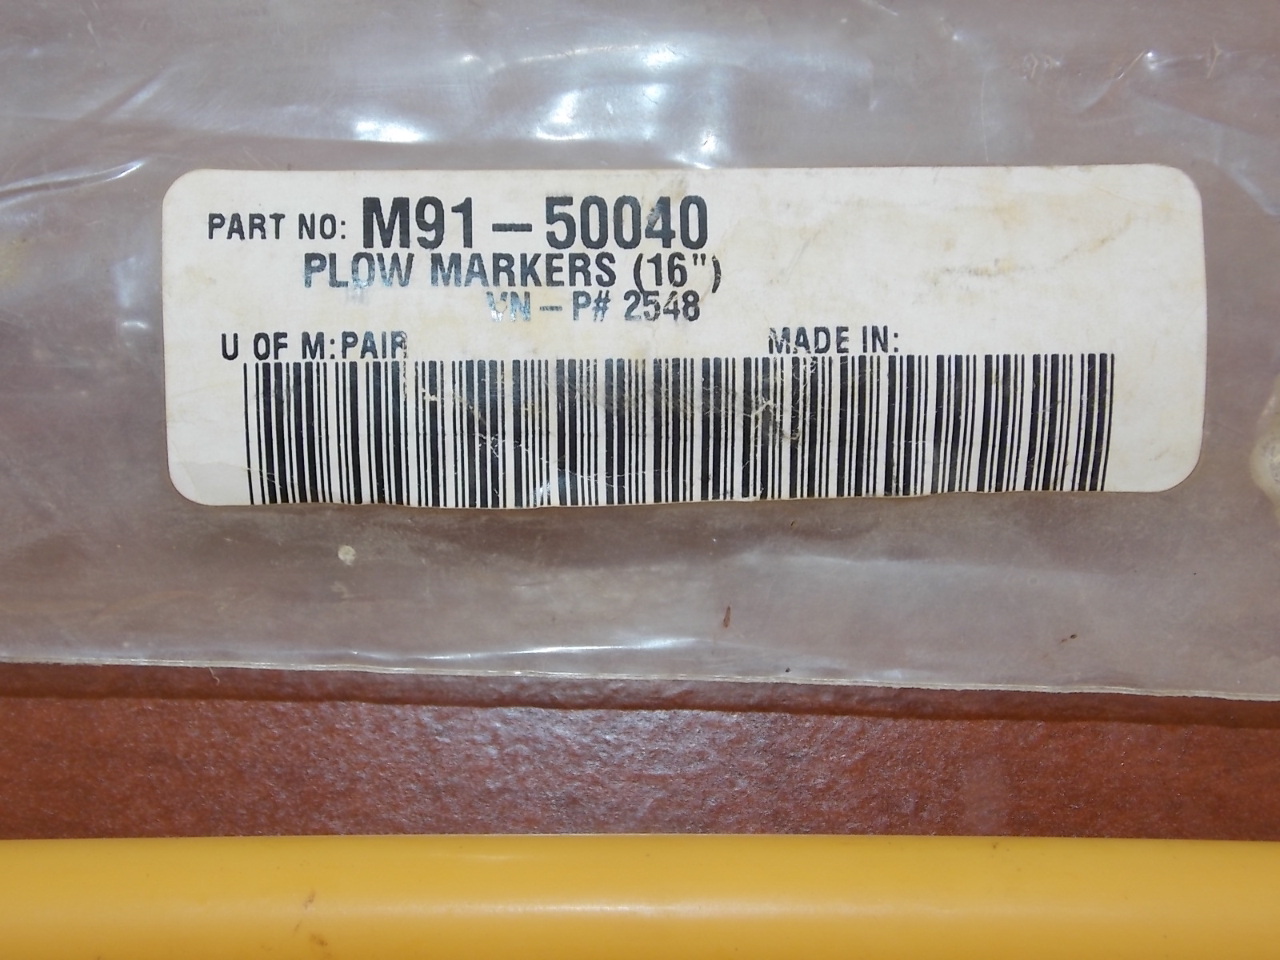 PART NO: M91-50040
PLOW MARKERS (16")
VN-P# 2548
U OF M: PAIR MADE IN: